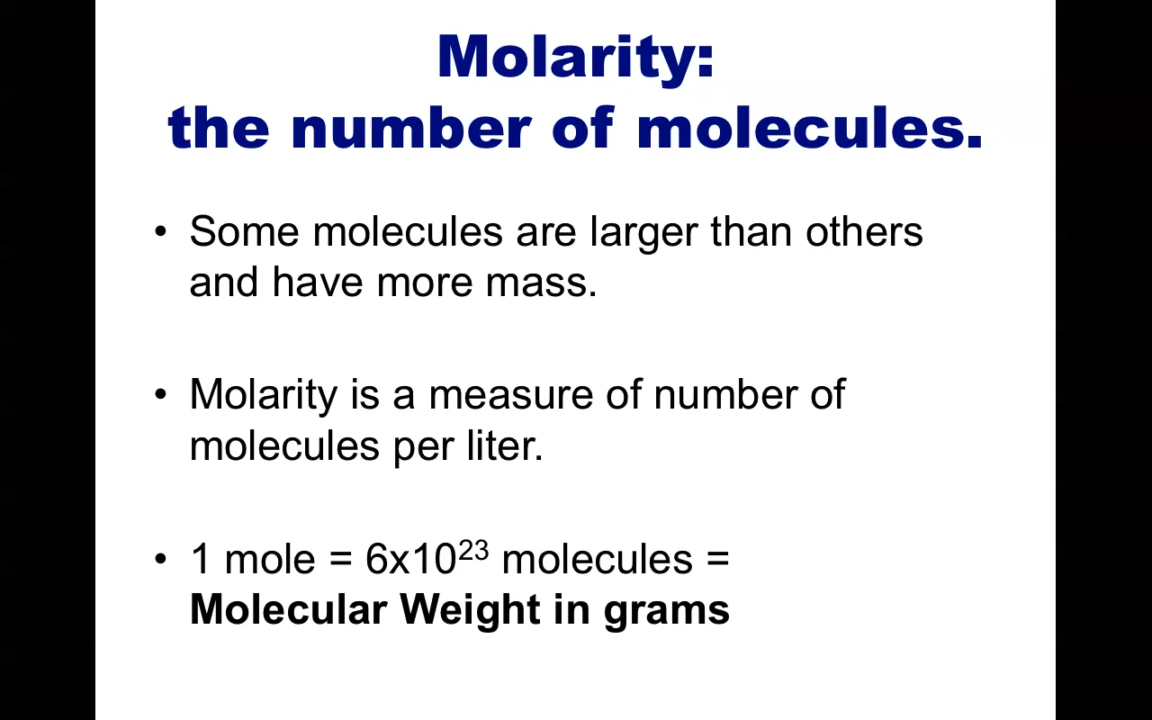 Molarity:
the number of molecules.
• Some molecules are larger than others
and have more mass.
• Molarity is a measure of number of
molecules per liter.
• 1 mole = 6x10²³ molecules =
Molecular Weight in grams